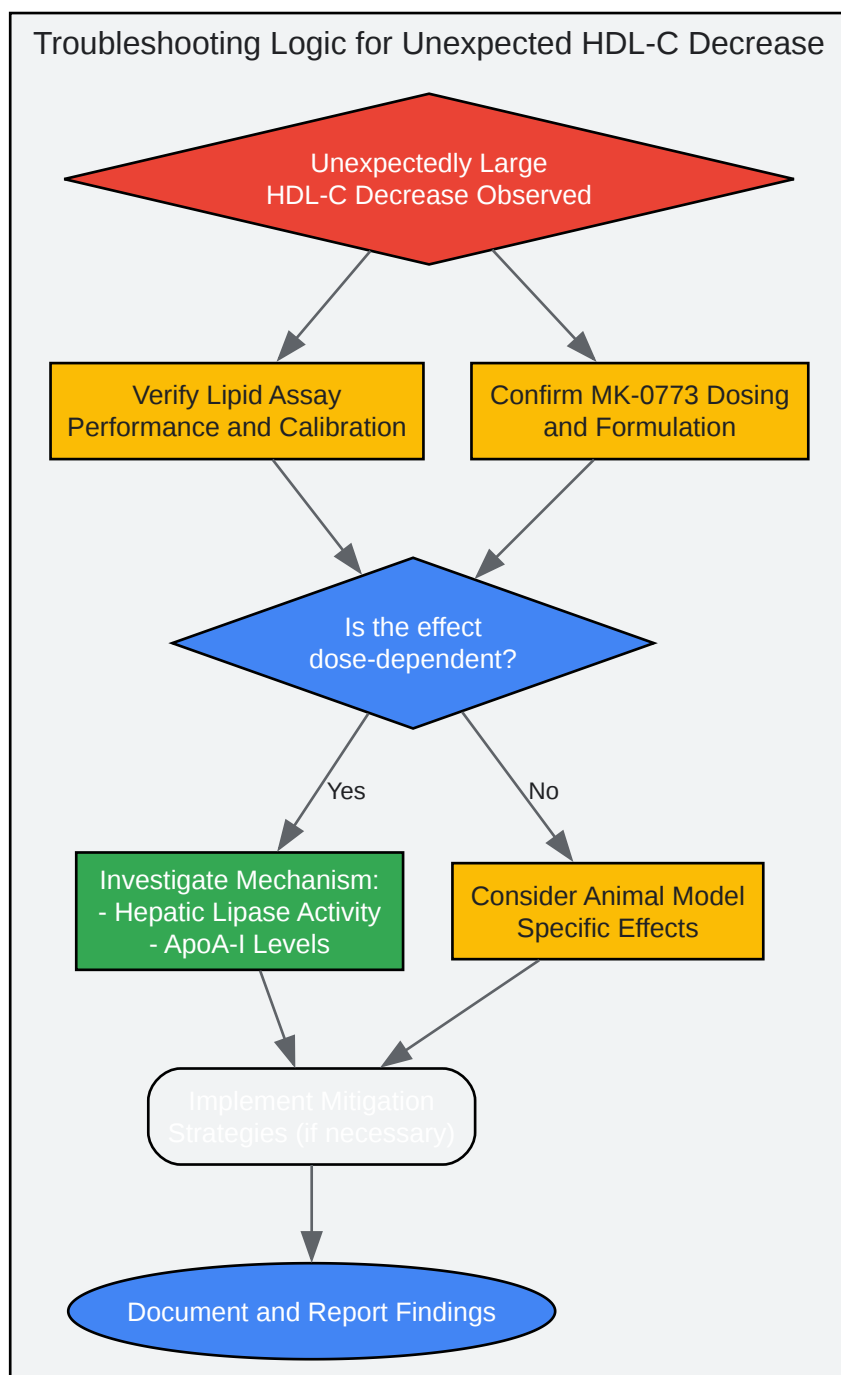 Troubleshooting Logic for Unexpected HDL-C Decrease
Unexpectedly Large
HDL-C Decrease Observed
Verify Lipid Assay
Performance and Calibration
Confirm MK-0773 Dosing
and Formulation
Is the effect
dose-dependent?
Yes
No
Investigate Mechanism:
- Hepatic Lipase Activity
- ApoA-I Levels
Consider Animal Model
Specific Effects
Implement Mitigation
Strategies (if necessary)
Document and Report Findings